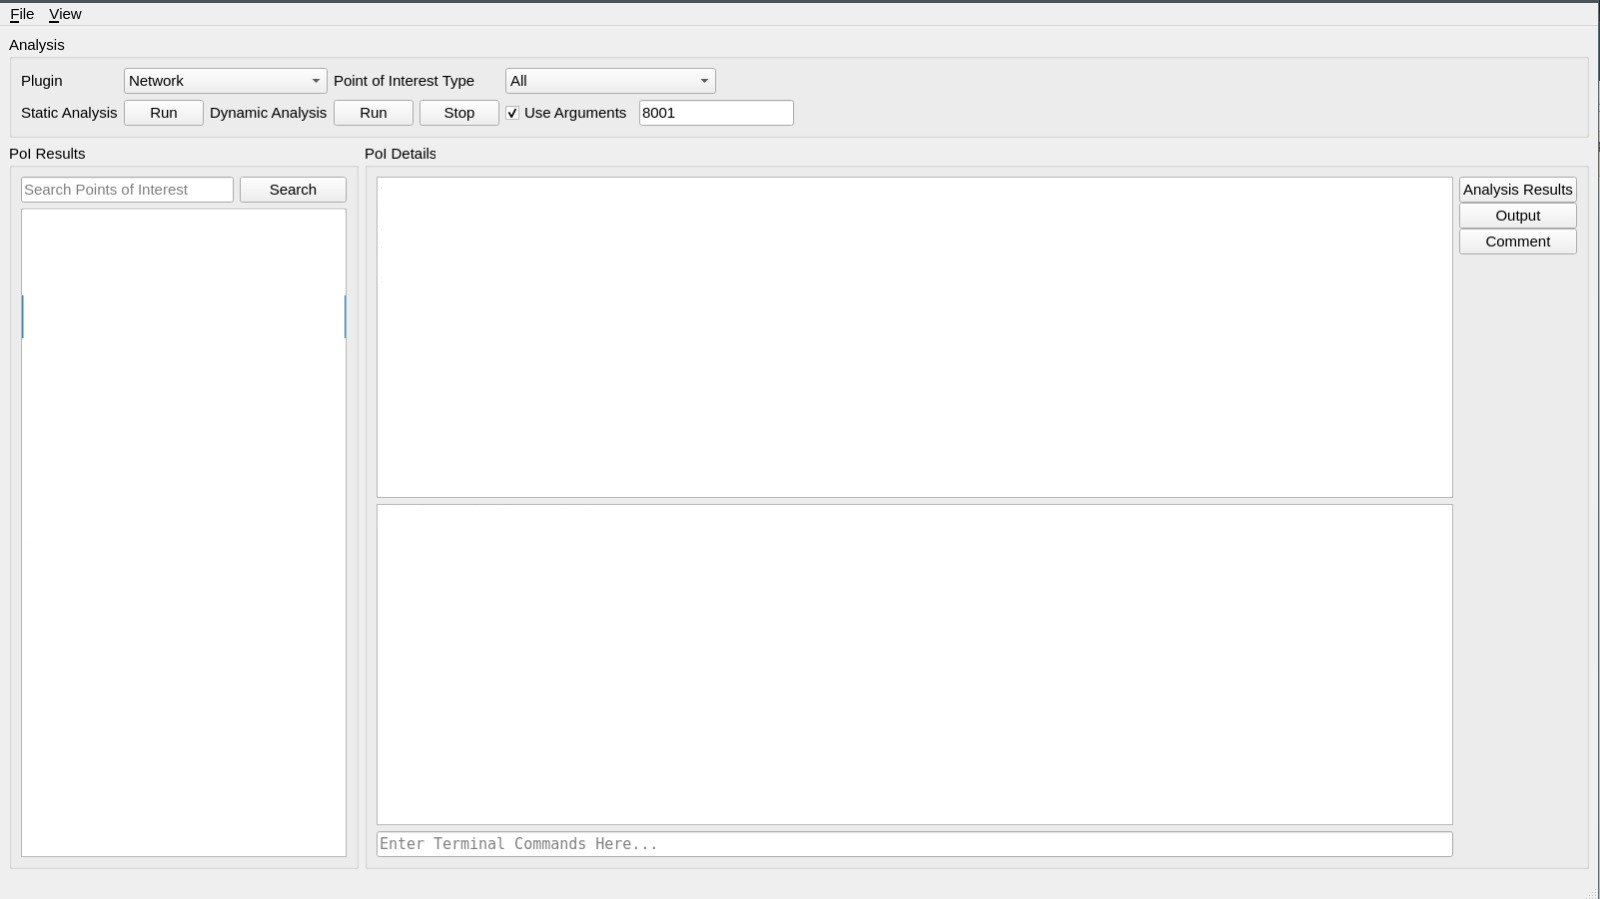 File View
Analysis
Plugin Network Point of Interest Type All
Static Analysis Run Dynamic Analysis Run Stop Use Arguments 8001
PoI Results PoI Details
Search Points of Interest Search
Analysis Results
Output
Comment
Enter Terminal Commands Here...